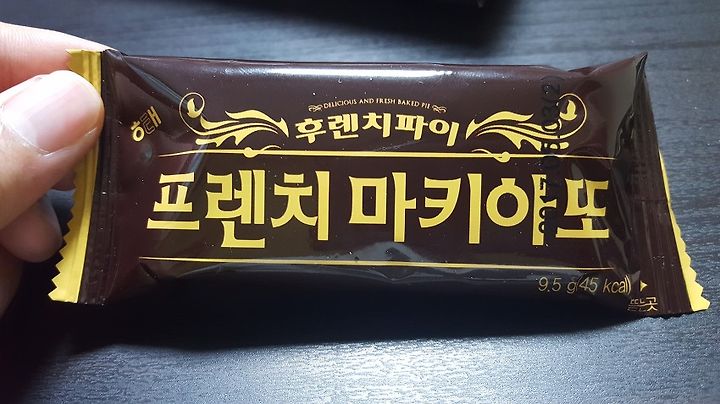 해태
DELICIOUS AND FRESH BAKED PIE
후렌치파이
프렌치 마키아또
9.5 g(45 kcal)
뜯는곳